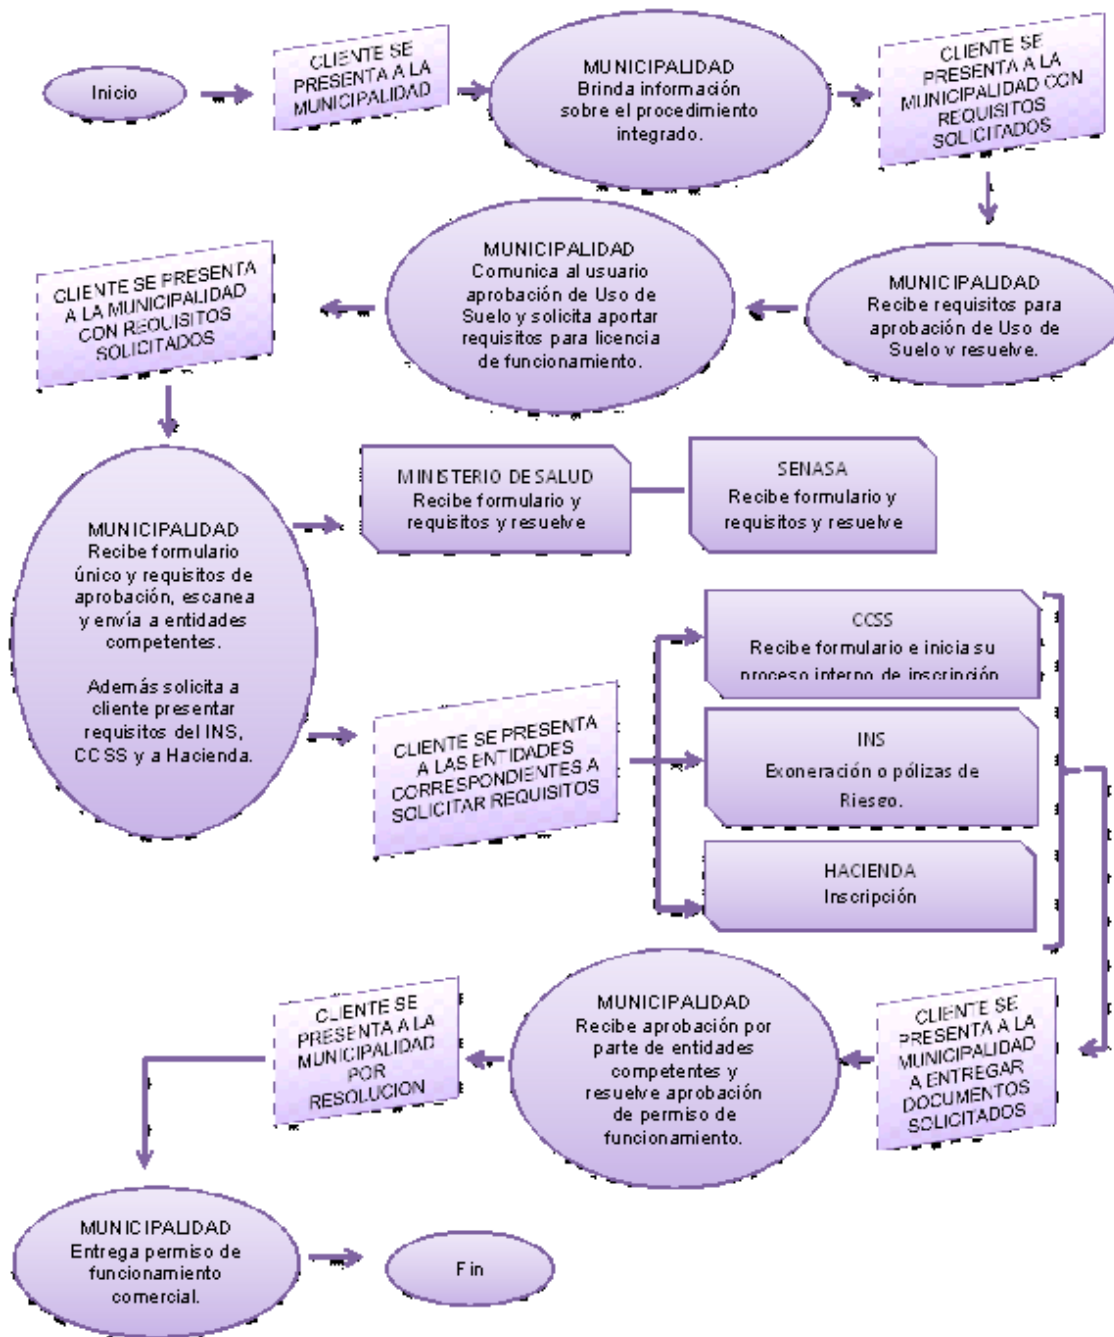 Inicio
CLIENTE SE
PRESENTA A LA
MUNICIPALIDAD
MUNICIPALIDAD
Brinda información
sobre el procedimiento
integrado.
CLIENTE SE
PRESENTA A LA
MUNICIPALIDAD CON
REQUISITOS
SOLICITADOS
MUNICIPALIDAD
Recibe requisitos para
aprobación de Uso de
Suelo y resuelve.
MUNICIPALIDAD
Comunica al usuario
aprobación de Uso de
Suelo y solicita aportar
requisitos para licencia
de funcionamiento.
CLIENTE SE PRESENTA
A LA MUNICIPALIDAD
CON REQUISITOS
SOLICITADOS
MUNICIPALIDAD
Recibe formulario
único y requisitos de
aprobación, escanea
y envía a entidades
competentes.
Además solicita a
cliente presentar
requisitos del INS,
CCSS y a Hacienda.
MINISTERIO DE SALUD
Recibe formulario y
requisitos y resuelve
SENASA
Recibe formulario y
requisitos y resuelve
CLIENTE SE PRESENTA
A LAS ENTIDADES
CORRESPONDIENTES A
SOLICITAR REQUISITOS
CCSS
Recibe formulario e inicia su
proceso interno de inscripción
INS
Exoneración o pólizas de
Riesgo.
HACIENDA
Inscripción
CLIENTE SE
PRESENTA A LA
MUNICIPALIDAD
A ENTREGAR
DOCUMENTOS
SOLICITADOS
MUNICIPALIDAD
Recibe aprobación por
parte de entidades
competentes y
resuelve aprobación
de permiso de
funcionamiento.
CLIENTE SE
PRESENTA A LA
MUNICIPALIDAD
POR
RESOLUCION
MUNICIPALIDAD
Entrega permiso de
funcionamiento
comercial.
Fin